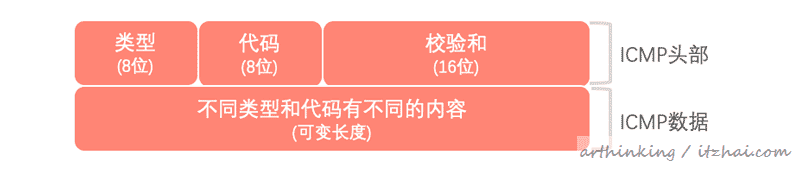 类型
(8位)
代码
(8位)
校验和
(16位)
ICMP头部
不同类型和代码有不同的内容
(可变长度)
ICMP数据
arthinking / itzhai.com